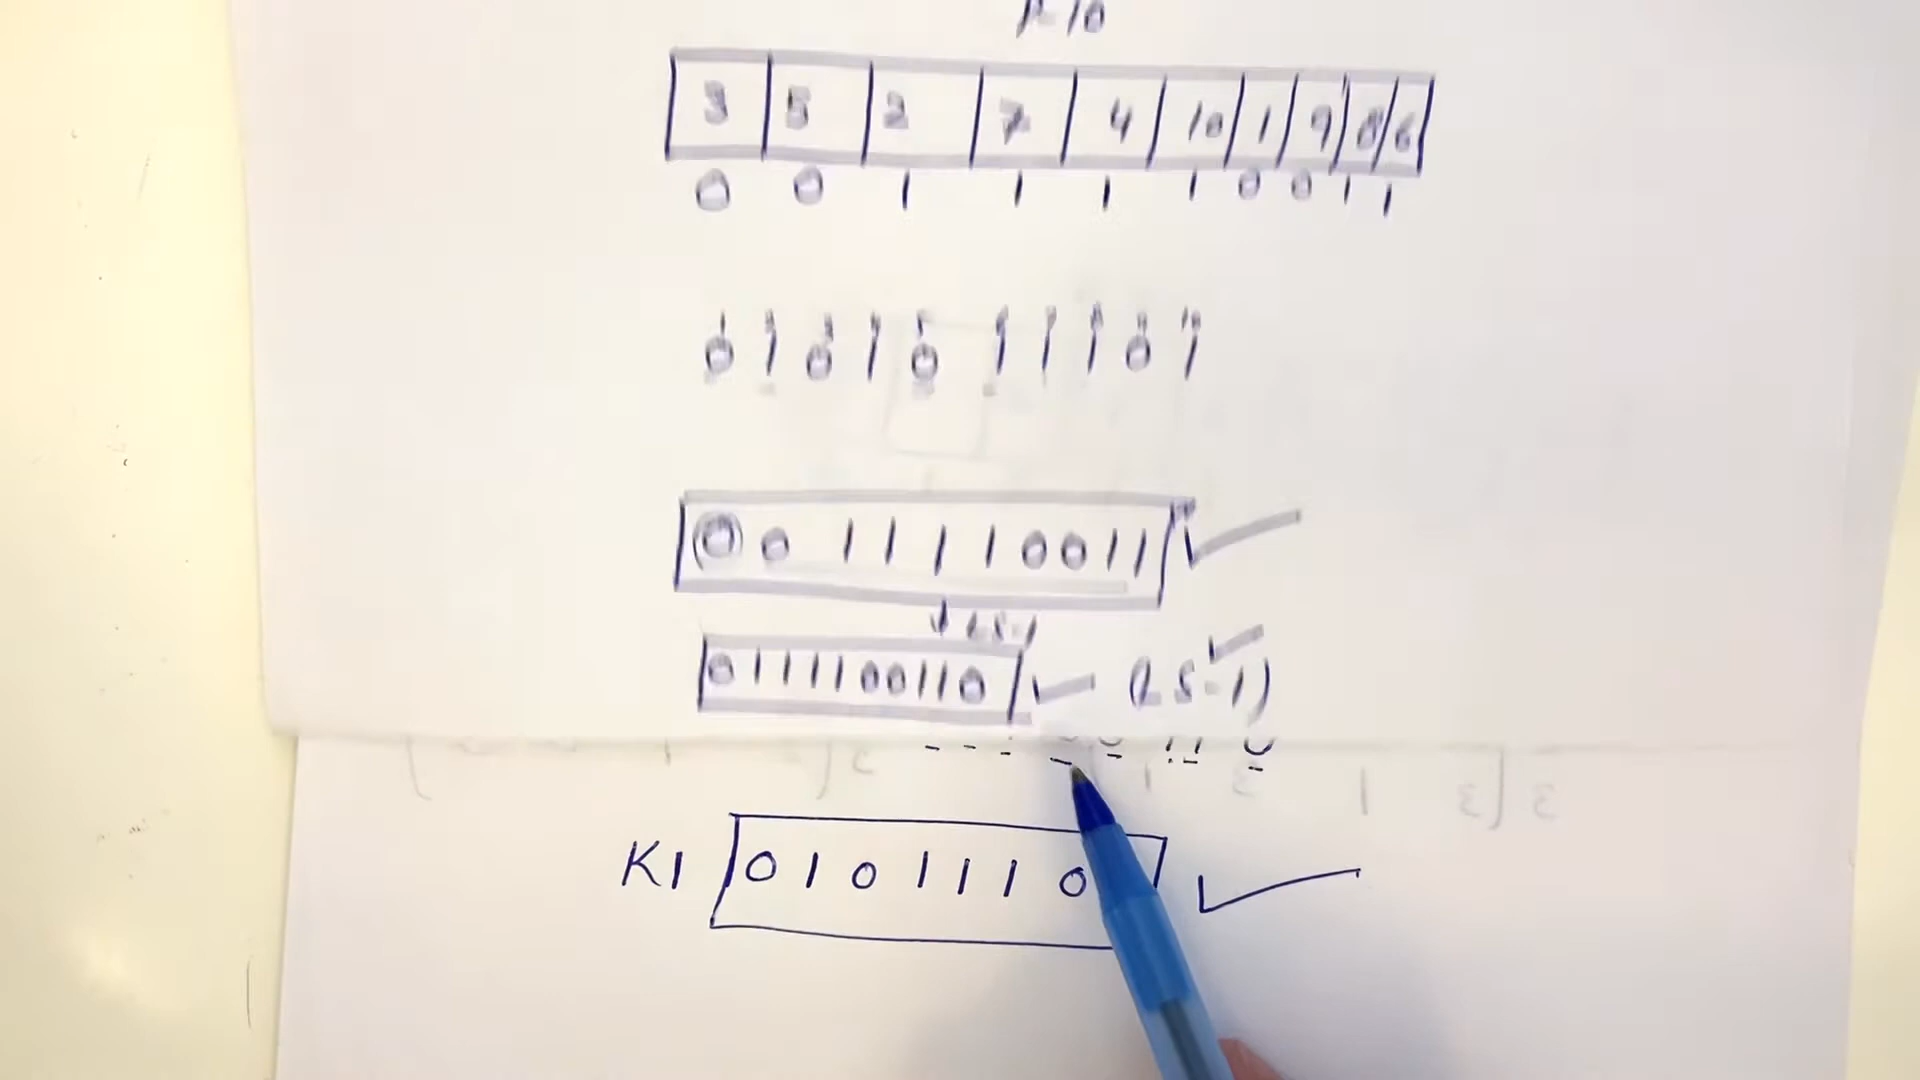 P10
3 5 2 7 4 10 1 9 8 6
0 0 1 1 1 1 0 0 1 1
0 1 0 1 0 1 1 1 0 1
0 0 1 1 1 1 0 0 1 1
LS-1
0 1 1 1 1 0 0 1 1 0 (LS-1)
K1 0 1 0 1 1 1 0